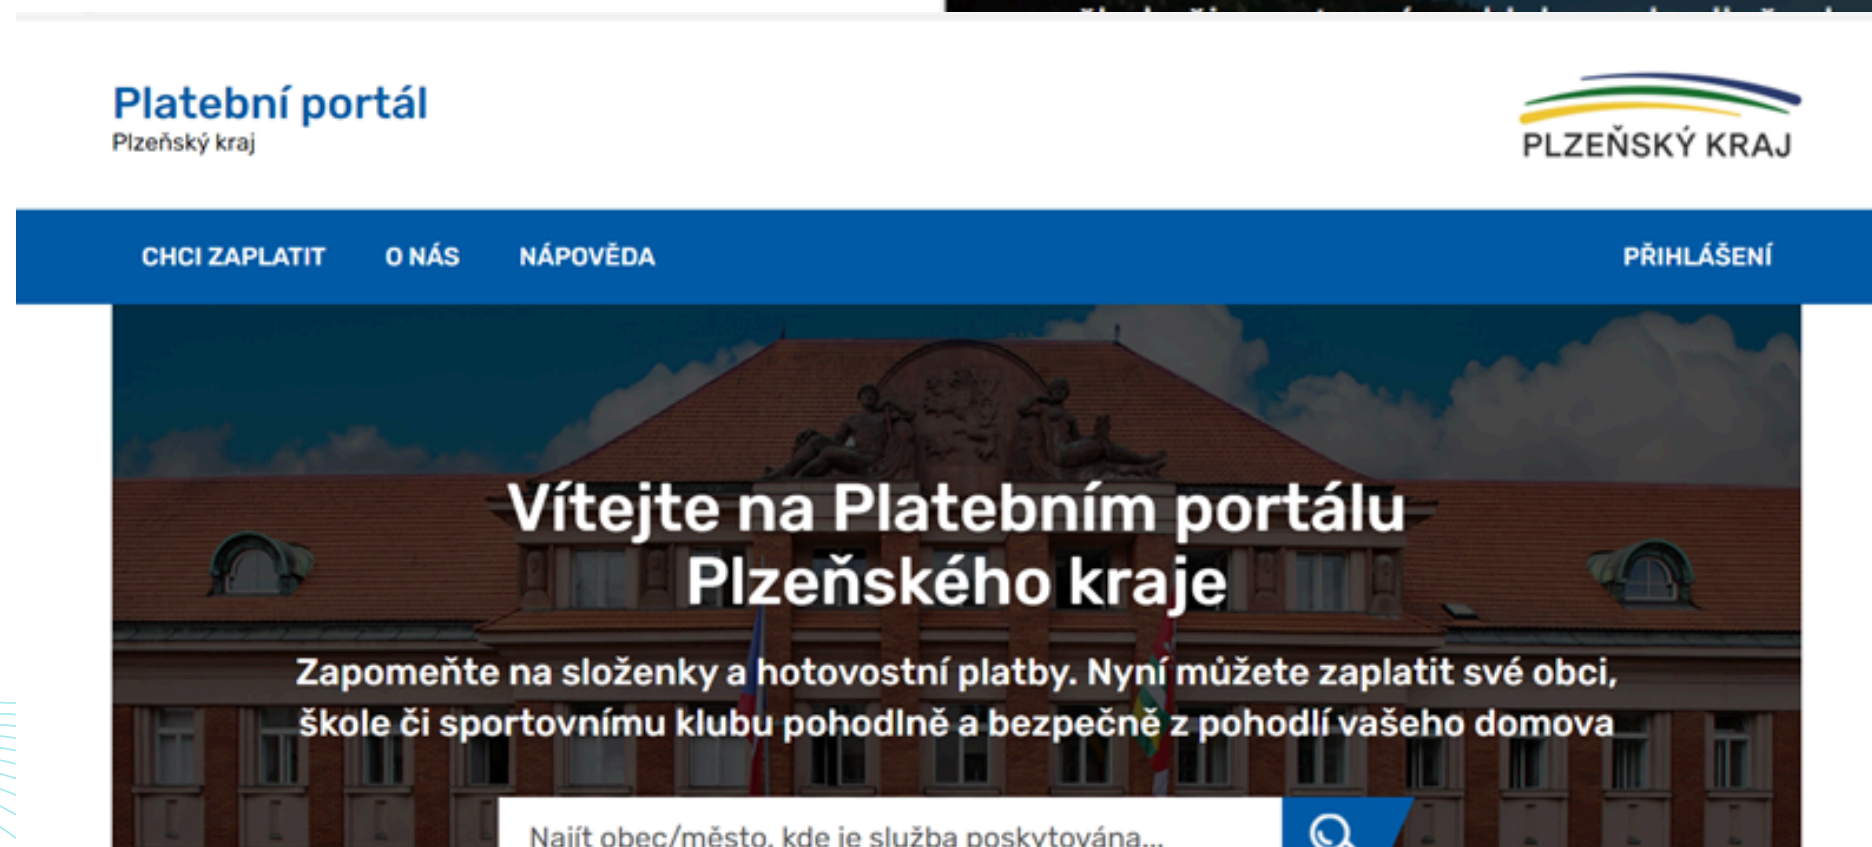 Platební portál
Plzeňský kraj
PLZEŇSKÝ KRAJ
CHCI ZAPLATIT O NÁS NÁPOVĚDA PŘIHLÁŠENÍ
Vítejte na Platebním portálu
Plzeňského kraje
Zapomeňte na složenky a hotovostní platby. Nyní můžete zaplatit své obci,
škole či sportovnímu klubu pohodlně a bezpečně z pohodlí vašeho domova
Najít obec/město, kde je služba poskytována...